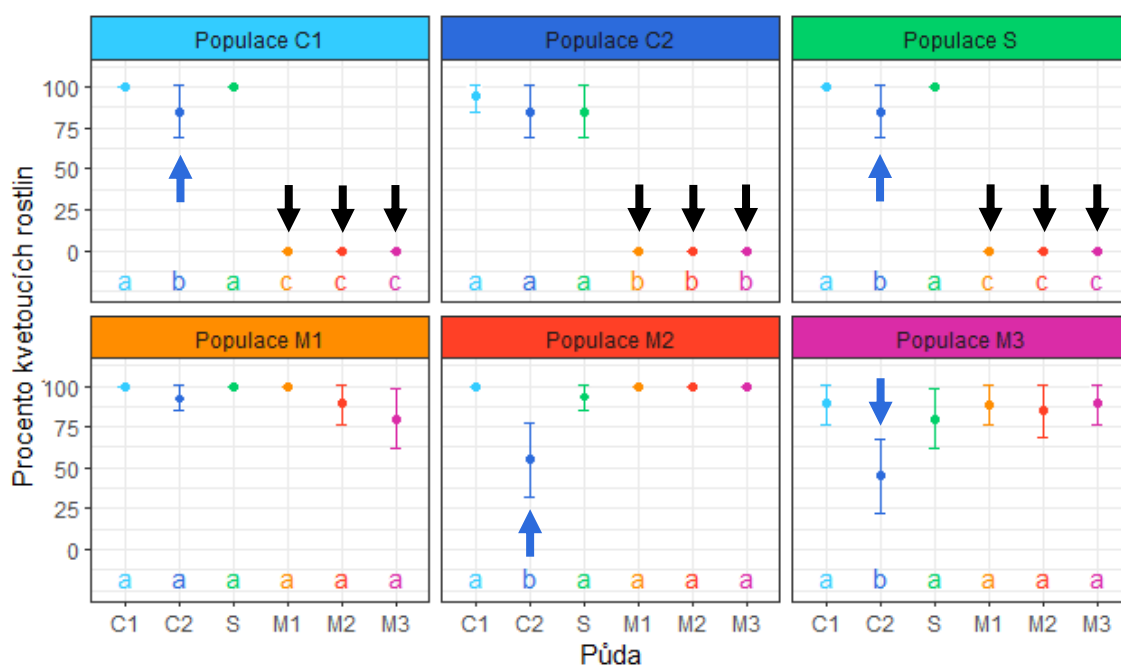 Populace C1 Populace C2 Populace S
100
75
50
25
0
a b a c c c
a a a b b b
a b a c c c
Populace M1 Populace M2 Populace M3
100
75
50
25
0
a a a a a a
a b a a a a
a b a a a a
C1 C2 S M1 M2 M3
C1 C2 S M1 M2 M3
C1 C2 S M1 M2 M3
Procento kvetoucích rostlin
Půda